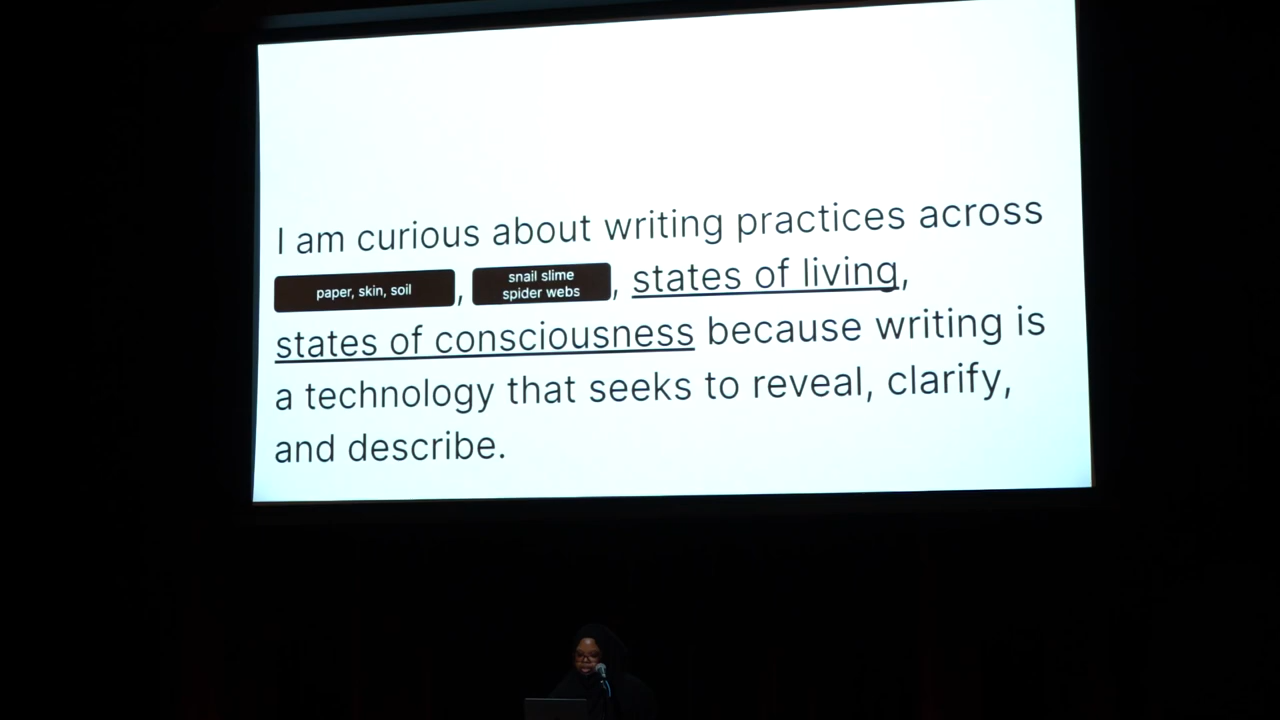 I am curious about writing practices across
paper, skin, soil, snail slime spider webs, states of living,
states of consciousness because writing is
a technology that seeks to reveal, clarify,
and describe.